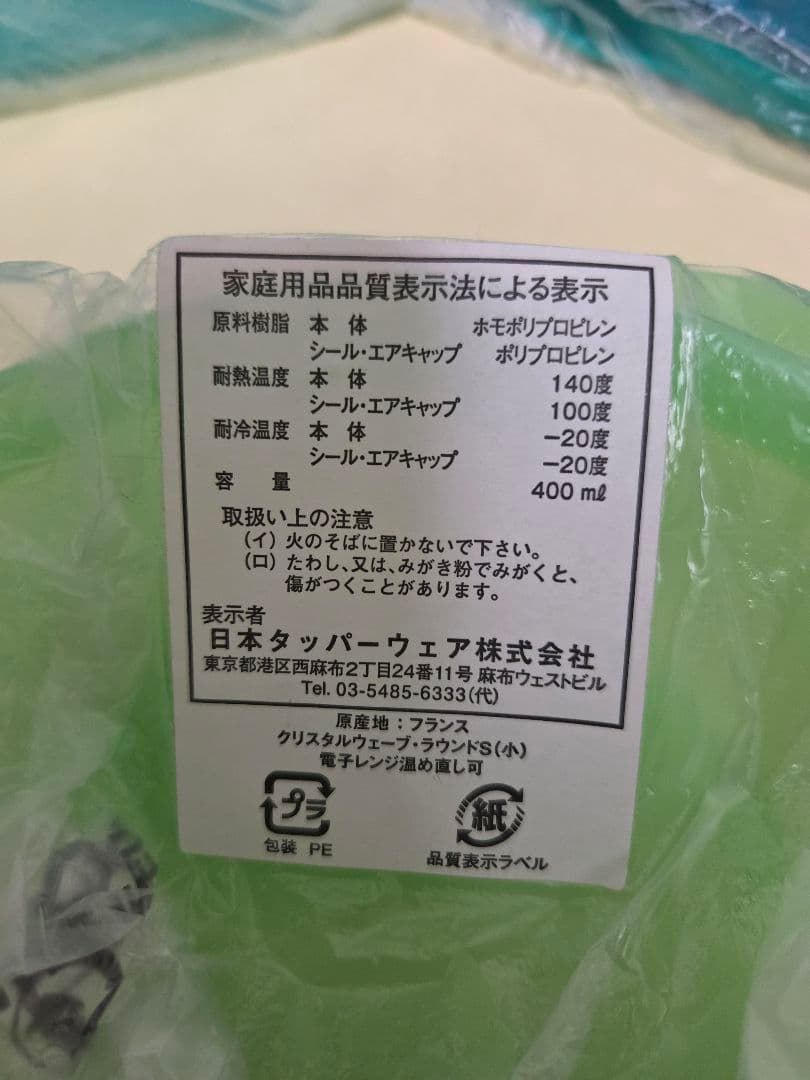 家庭用品品質表示法による表示
原料樹脂 本 体 ホモポリプロピレン
シール・エアキャップ ポリプロピレン
耐熱温度 本 体 140度
シール・エアキャップ 100度
耐冷温度 本 体 −20度
シール・エアキャップ −20度
容 量 400 ㎖
取扱い上の注意
(イ) 火のそばに置かないで下さい。
(ロ) たわし、又は、みがき粉でみがくと、
傷がつくことがあります。
表示者
日本タッパーウェア株式会社
東京都港区西麻布2丁目24番11号 麻布ウェストビル
Tel. 03-5485-6333(代)
原産地：フランス
クリスタルウェーブ・ラウンドS(小)
電子レンジ温め直し可
プラ 紙
包装 PE 品質表示ラベル